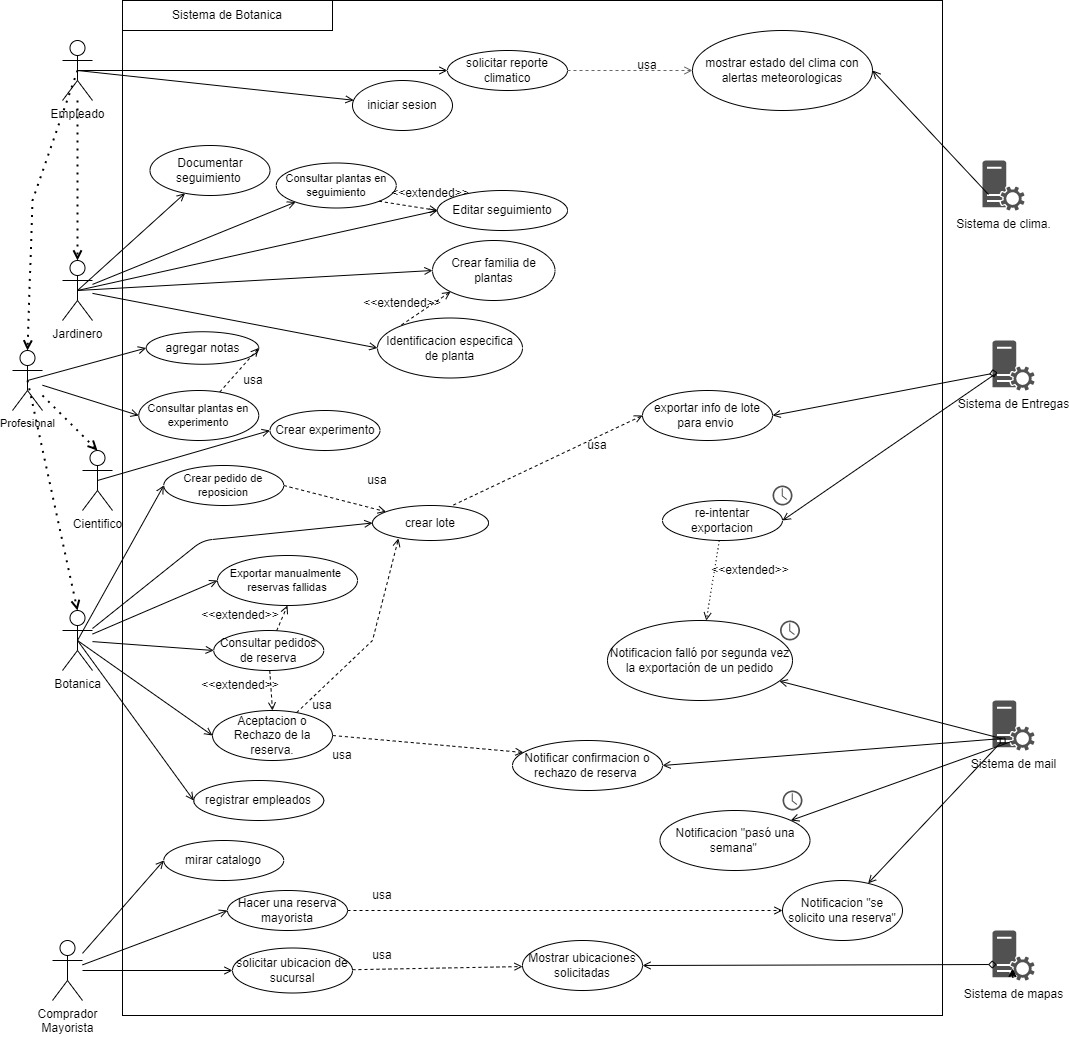 Sistema de Botanica
solicitar reporte
climatico
usa
mostrar estado del clima con
alertas meteorologicas
iniciar sesion
Empleado
Documentar
seguimiento
Consultar plantas en
seguimiento
<<extended>>
Editar seguimiento
Sistema de clima.
Crear familia de
plantas
<<extended>>
Jardinero
Identificacion especifica
de planta
agregar notas
usa
Profesional
Consultar plantas en
experimento
exportar info de lote
para envio
Sistema de Entregas
Crear experimento
usa
Crear pedido de
reposicion
usa
Cientifico
crear lote
re-intentar
exportacion
<<extended>>
Exportar manualmente
reservas fallidas
<<extended>>
Consultar pedidos
de reserva
Botanica
<<extended>>
Notificacion falló por segunda vez
la exportación de un pedido
usa
Aceptacion o
Rechazo de la
reserva.
usa
Notificar confirmacion o
rechazo de reserva
Sistema de mail
registrar empleados
Notificacion "pasó una
semana"
mirar catalogo
Hacer una reserva
mayorista
usa
Notificacion "se
solicito una reserva"
solicitar ubicacion de
sucursal
usa
Mostrar ubicaciones
solicitadas
Sistema de mapas
Comprador
Mayorista